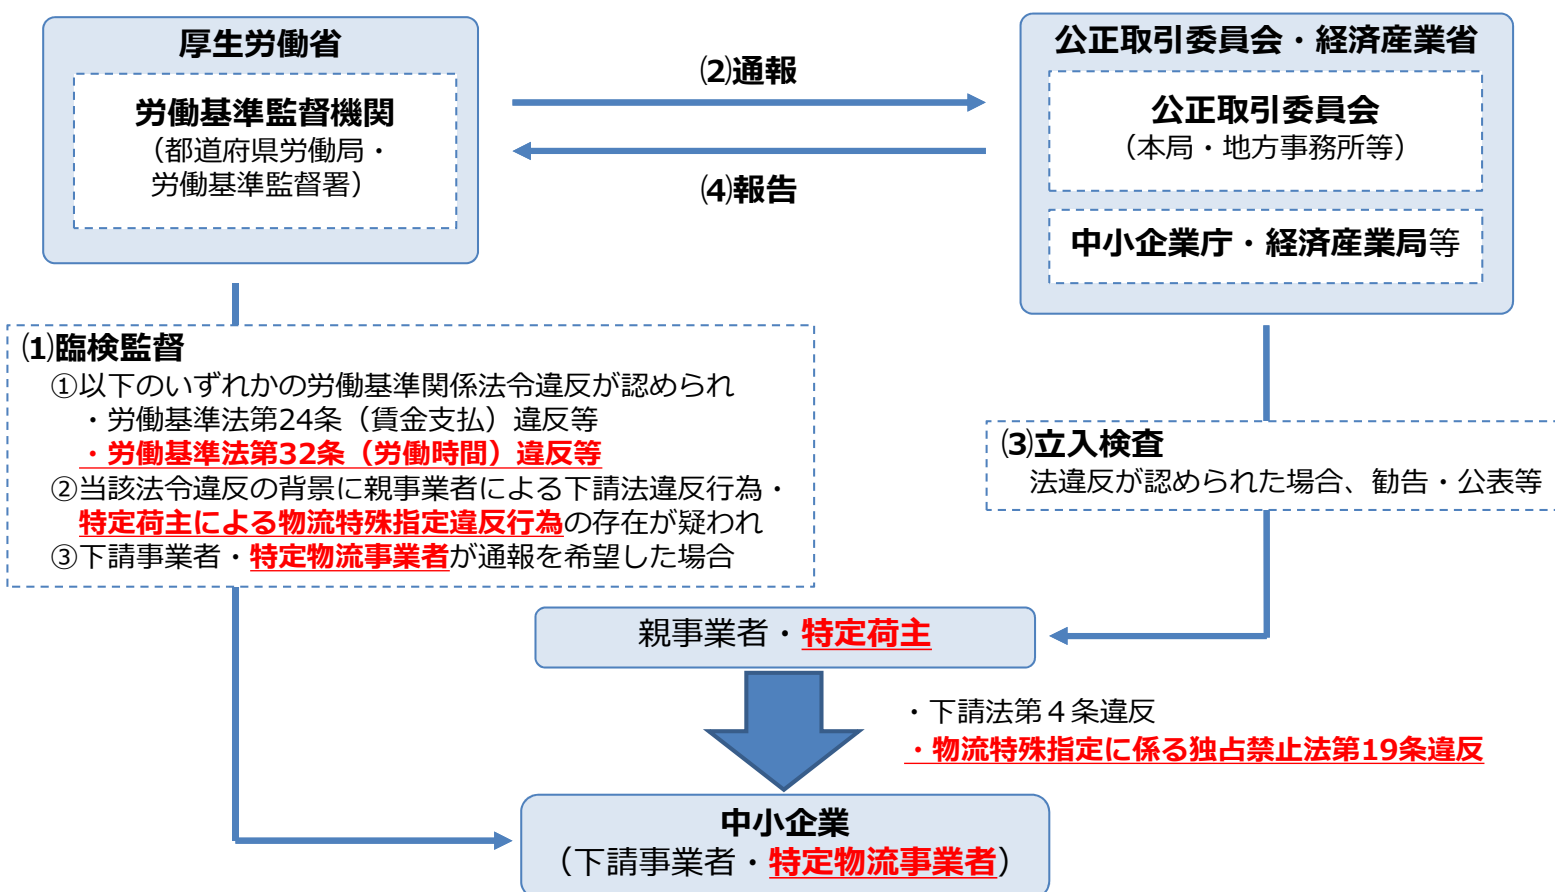 厚生労働省
労働基準監督機関
（都道府県労働局・
労働基準監督署）
⑵通報
⑷報告
公正取引委員会・経済産業省
公正取引委員会
（本局・地方事務所等）
中小企業庁・経済産業局等
⑴臨検監督
①以下のいずれかの労働基準関係法令違反が認められ
・労働基準法第24条（賃金支払）違反等
・労働基準法第32条（労働時間）違反等
②当該法令違反の背景に親事業者による下請法違反行為・
特定荷主による物流特殊指定違反行為の存在が疑われ
③下請事業者・特定物流事業者が通報を希望した場合
⑶立入検査
法違反が認められた場合、勧告・公表等
親事業者・特定荷主
・下請法第４条違反
・物流特殊指定に係る独占禁止法第19条違反
中小企業
（下請事業者・特定物流事業者）